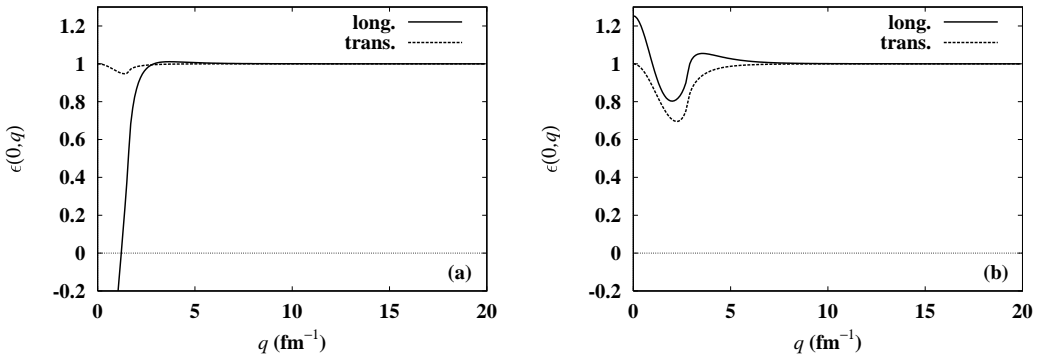 1.2
1
0.8
0.6
0.4
0.2
0
-0.2
ϵ(0,q)
long.
trans.
(a)
0 5 10 15 20
q (fm⁻¹)
1.2
1
0.8
0.6
0.4
0.2
0
-0.2
ϵ(0,q)
long.
trans.
(b)
0 5 10 15 20
q (fm⁻¹)